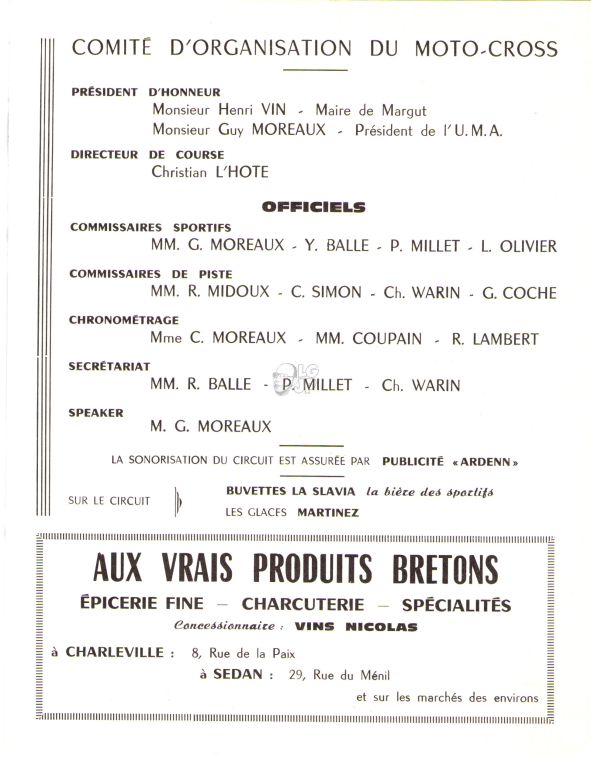 COMITÉ D'ORGANISATION DU MOTO-CROSS
PRÉSIDENT D'HONNEUR
Monsieur Henri VIN - Maire de Margut
Monsieur Guy MOREAUX - Président de l'U.M.A.
DIRECTEUR DE COURSE
Christian L'HOTE
OFFICIELS
COMMISSAIRES SPORTIFS
MM. G. MOREAUX - Y. BALLE - P. MILLET - L. OLIVIER
COMMISSAIRES DE PISTE
MM. R. MIDOUX - C. SIMON - Ch. WARIN - G. COCHE
CHRONOMÉTRAGE
Mme C. MOREAUX - MM. COUPAIN - R. LAMBERT
SECRÉTARIAT
MM. R. BALLE - P. MILLET - Ch. WARIN
SPEAKER
M. G. MOREAUX
LA SONORISATION DU CIRCUIT EST ASSURÉE PAR PUBLICITÉ « ARDENN »
SUR LE CIRCUIT
BUVETTES LA SLAVIA la bière des sportifs
LES GLACES MARTINEZ
AUX VRAIS PRODUITS BRETONS
ÉPICERIE FINE - CHARCUTERIE - SPÉCIALITÉS
Concessionnaire : VINS NICOLAS
à CHARLEVILLE : 8, Rue de la Paix
à SEDAN : 29, Rue du Ménil
et sur les marchés des environs